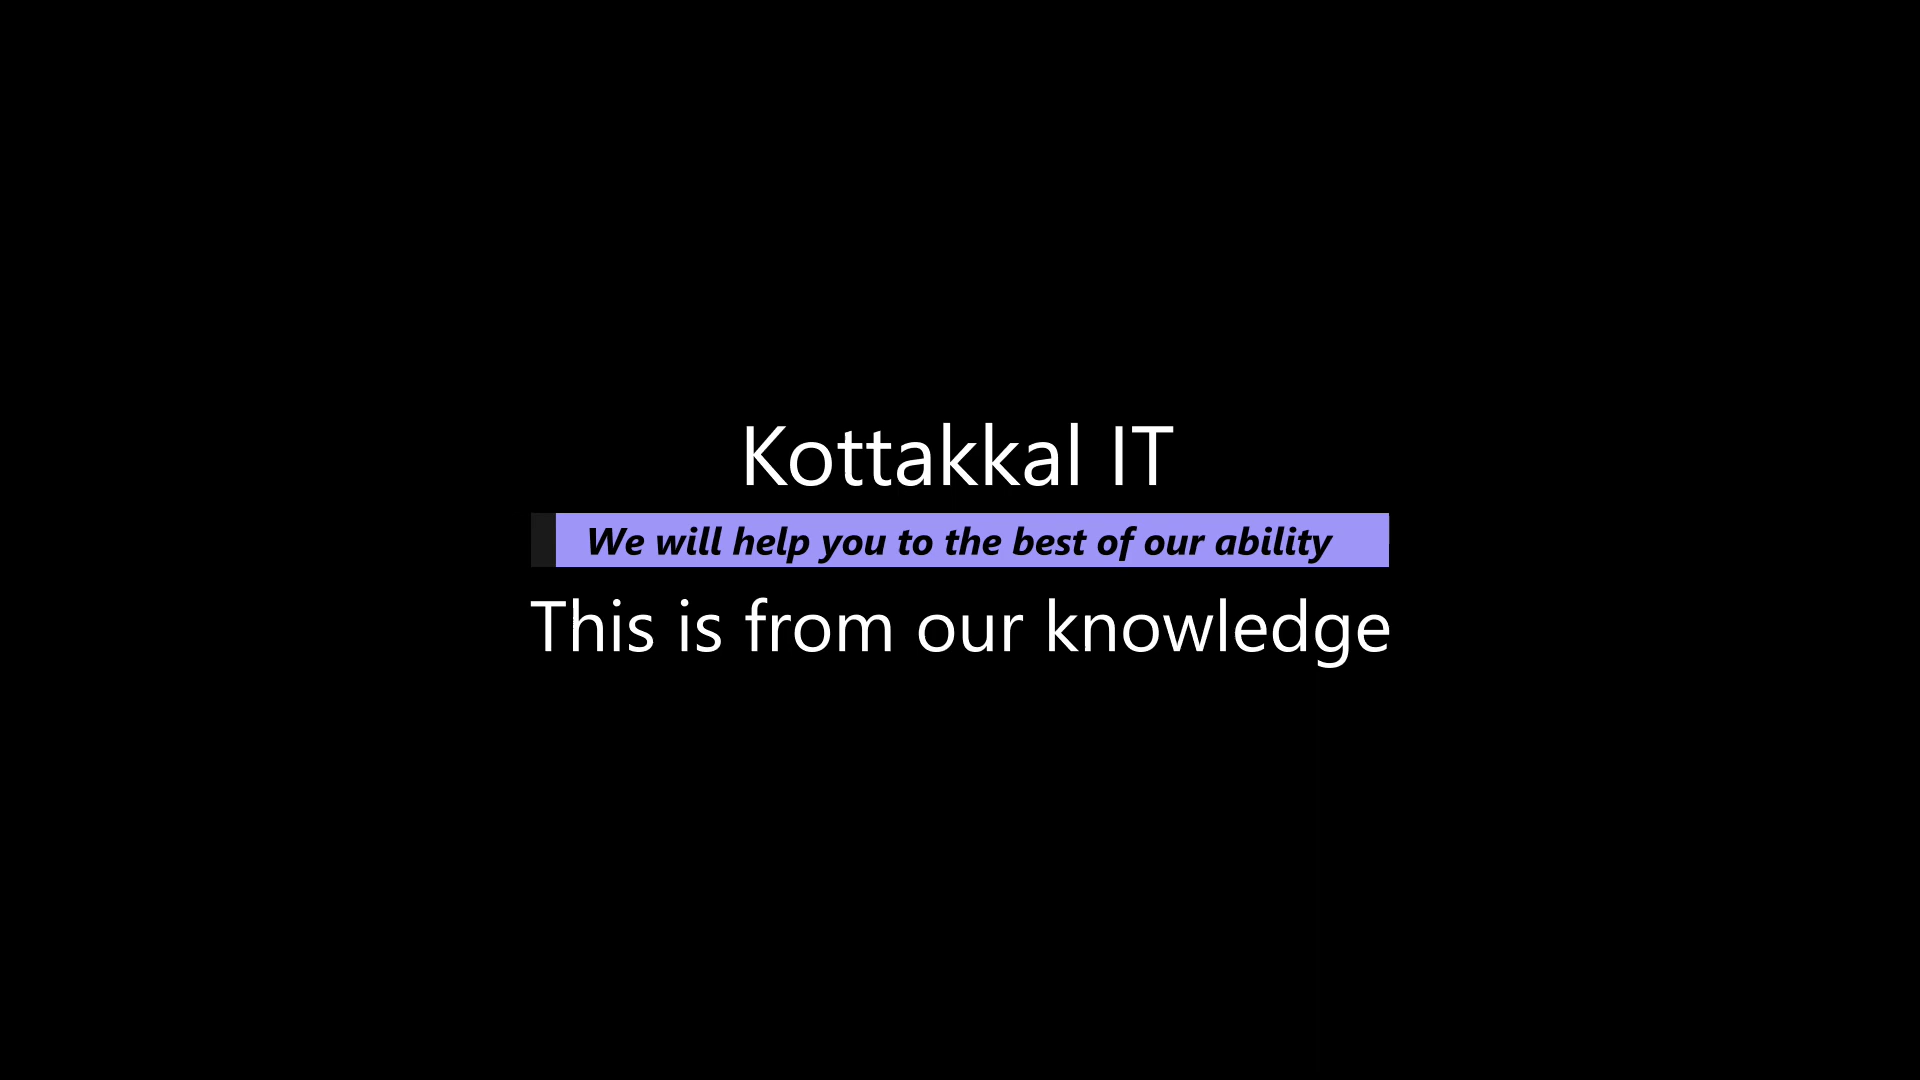 Kottakkal IT
We will help you to the best of our ability
This is from our knowledge